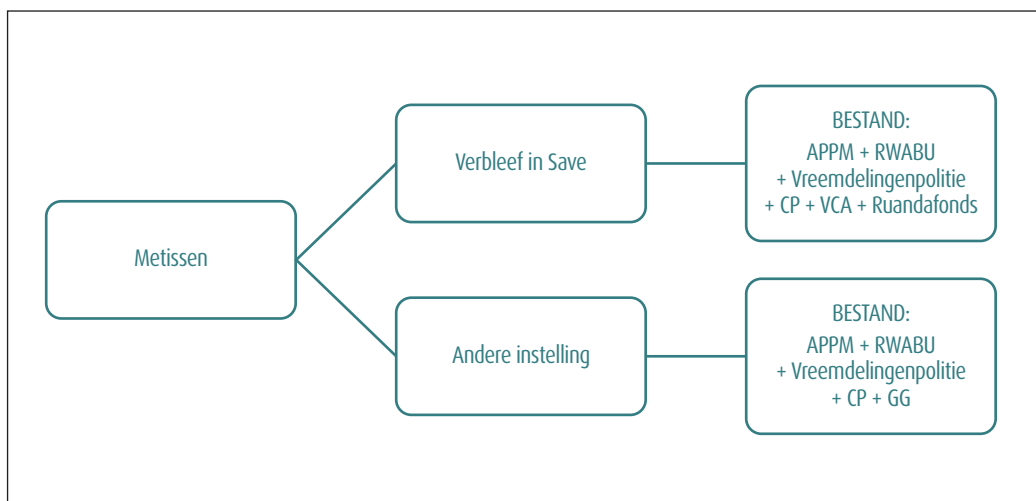 Metissen
Verbleef in Save
BESTAND:
APPM + RWABU
+ Vreemdelingenpolitie
+ CP + VCA + Ruandafonds
Andere instelling
BESTAND:
APPM + RWABU
+ Vreemdelingenpolitie
+ CP + GG